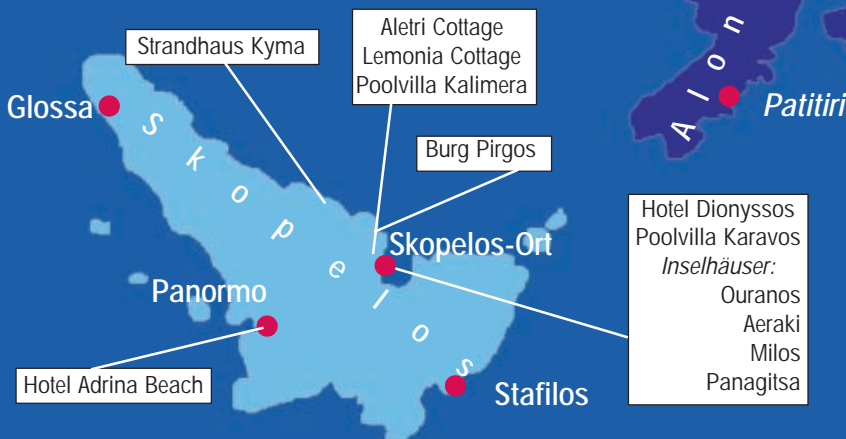 Strandhaus Kyma
Aletri Cottage
Lemonia Cottage
Poolvilla Kalimera
Alon
Glossa
Patitiri
Skopelos
Burg Pirgos
Hotel Dionyssos
Poolvilla Karavos
Inselhäuser:
Ouranos
Aeraki
Milos
Panagitsa
Skopelos-Ort
Panormo
Hotel Adrina Beach
Stafilos